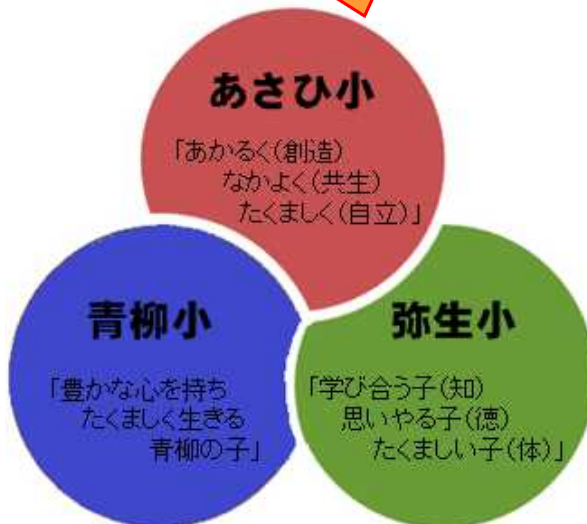 あさひ小
「あかるく(創造)
なかよく(共生)
たくましく(自立)」
青柳小
「豊かな心を持ち
たくましく生きる
青柳の子」
弥生小
「学び合う子(知)
思いやる子(徳)
たくましい子(体)」